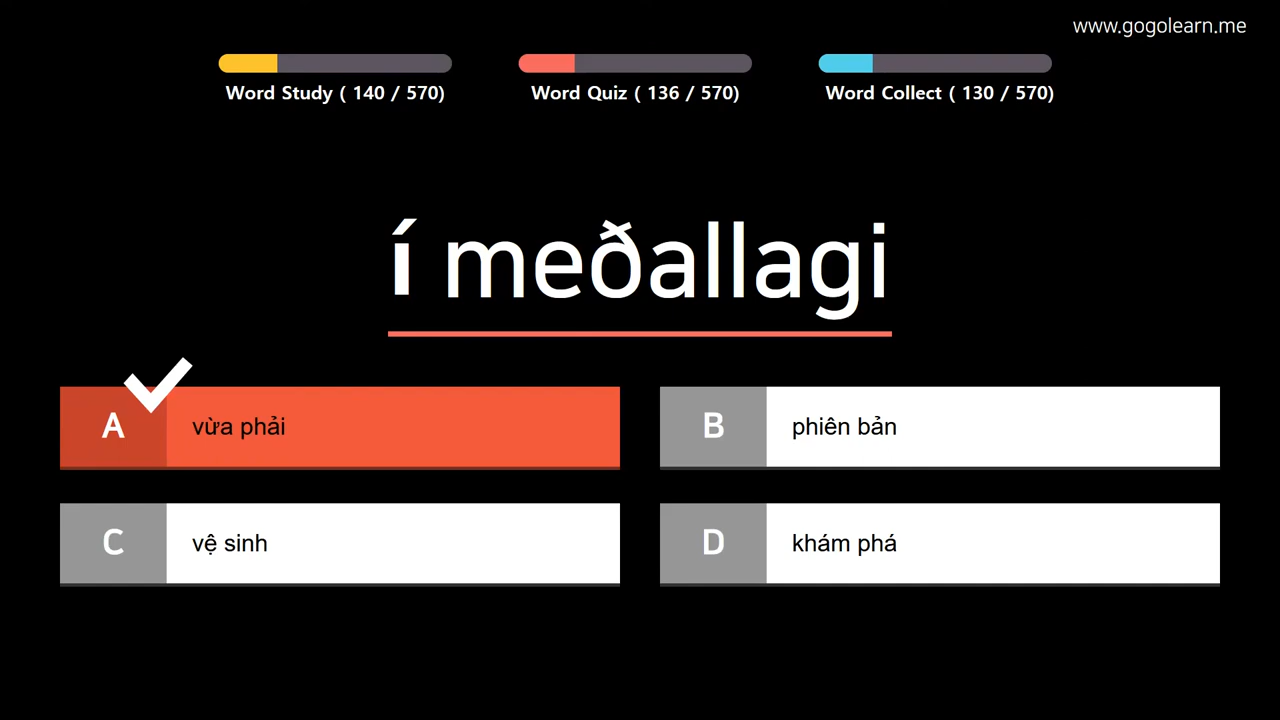 www.gogolearn.me
Word Study ( 140 / 570)
Word Quiz ( 136 / 570)
Word Collect ( 130 / 570)
í meðallagi
A vừa phải
B phiên bản
C vệ sinh
D khám phá